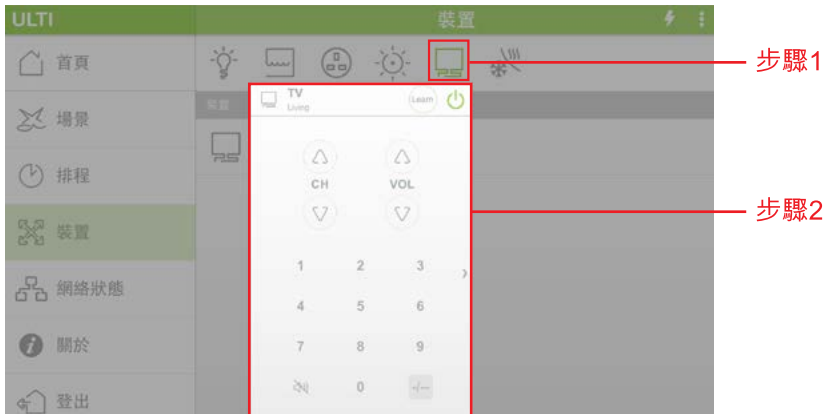 ULTI
裝置
首頁
步驟1
場景
裝置
TV
Living
Learn
排程
CH
VOL
裝置
步驟2
1 2 3
網絡狀態
4 5 6
關於
7 8 9
0
-/--
登出